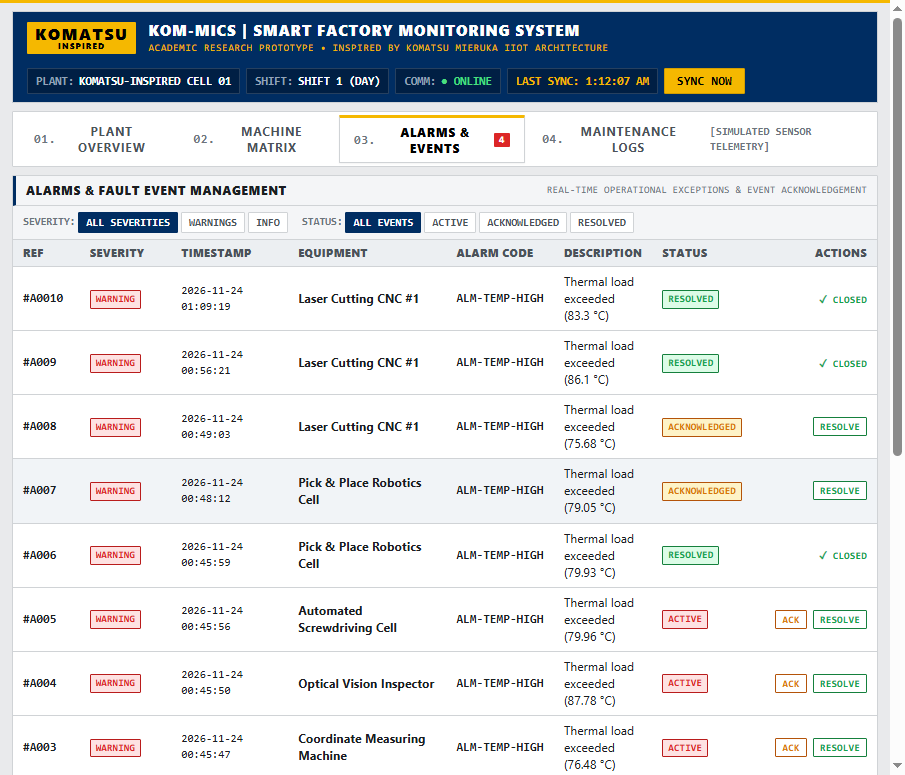 KOMATSU
INSPIRED
KOM-MICS | SMART FACTORY MONITORING SYSTEM
ACADEMIC RESEARCH PROTOTYPE • INSPIRED BY KOMATSU MIERUKA IIOT ARCHITECTURE
PLANT: KOMATSU-INSPIRED CELL 01 SHIFT: SHIFT 1 (DAY) COMM: ● ONLINE LAST SYNC: 1:12:07 AM SYNC NOW
01. PLANT OVERVIEW
02. MACHINE MATRIX
03. ALARMS & EVENTS 4
04. MAINTENANCE LOGS
[SIMULATED SENSOR TELEMETRY]
ALARMS & FAULT EVENT MANAGEMENT REAL-TIME OPERATIONAL EXCEPTIONS & EVENT ACKNOWLEDGEMENT
SEVERITY: ALL SEVERITIES WARNINGS INFO STATUS: ALL EVENTS ACTIVE ACKNOWLEDGED RESOLVED
REF SEVERITY TIMESTAMP EQUIPMENT ALARM CODE DESCRIPTION STATUS ACTIONS
#A0010 WARNING 2026-11-24 01:09:19 Laser Cutting CNC #1 ALM-TEMP-HIGH Thermal load exceeded (83.3 °C) RESOLVED ✓ CLOSED
#A009 WARNING 2026-11-24 00:56:21 Laser Cutting CNC #1 ALM-TEMP-HIGH Thermal load exceeded (86.1 °C) RESOLVED ✓ CLOSED
#A008 WARNING 2026-11-24 00:49:03 Laser Cutting CNC #1 ALM-TEMP-HIGH Thermal load exceeded (75.68 °C) ACKNOWLEDGED RESOLVE
#A007 WARNING 2026-11-24 00:48:12 Pick & Place Robotics Cell ALM-TEMP-HIGH Thermal load exceeded (79.05 °C) ACKNOWLEDGED RESOLVE
#A006 WARNING 2026-11-24 00:45:59 Pick & Place Robotics Cell ALM-TEMP-HIGH Thermal load exceeded (79.93 °C) RESOLVED ✓ CLOSED
#A005 WARNING 2026-11-24 00:45:56 Automated Screwdriving Cell ALM-TEMP-HIGH Thermal load exceeded (79.96 °C) ACTIVE ACK RESOLVE
#A004 WARNING 2026-11-24 00:45:50 Optical Vision Inspector ALM-TEMP-HIGH Thermal load exceeded (87.78 °C) ACTIVE ACK RESOLVE
#A003 WARNING 2026-11-24 00:45:47 Coordinate Measuring Machine ALM-TEMP-HIGH Thermal load exceeded (76.48 °C) ACTIVE ACK RESOLVE